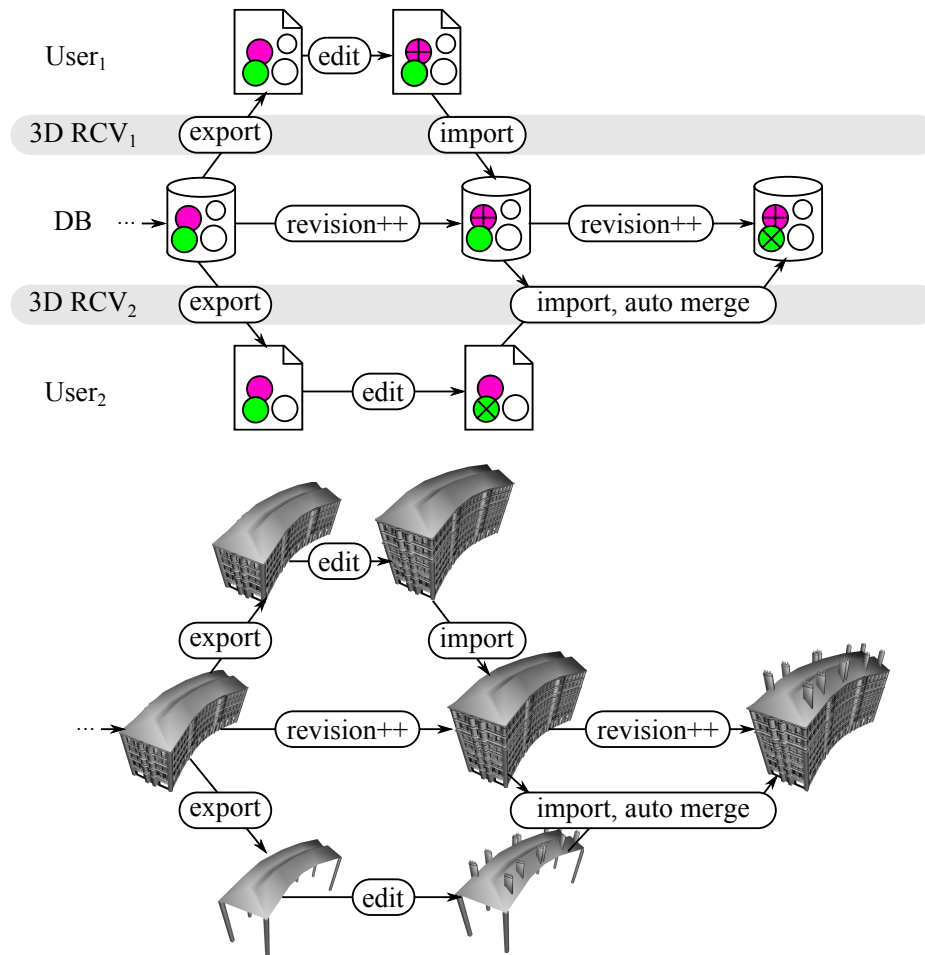 User₁
edit
3D RCV₁
export
import
DB
...
revision++
revision++
3D RCV₂
export
import, auto merge
User₂
edit
edit
export
import
...
revision++
revision++
export
import, auto merge
edit